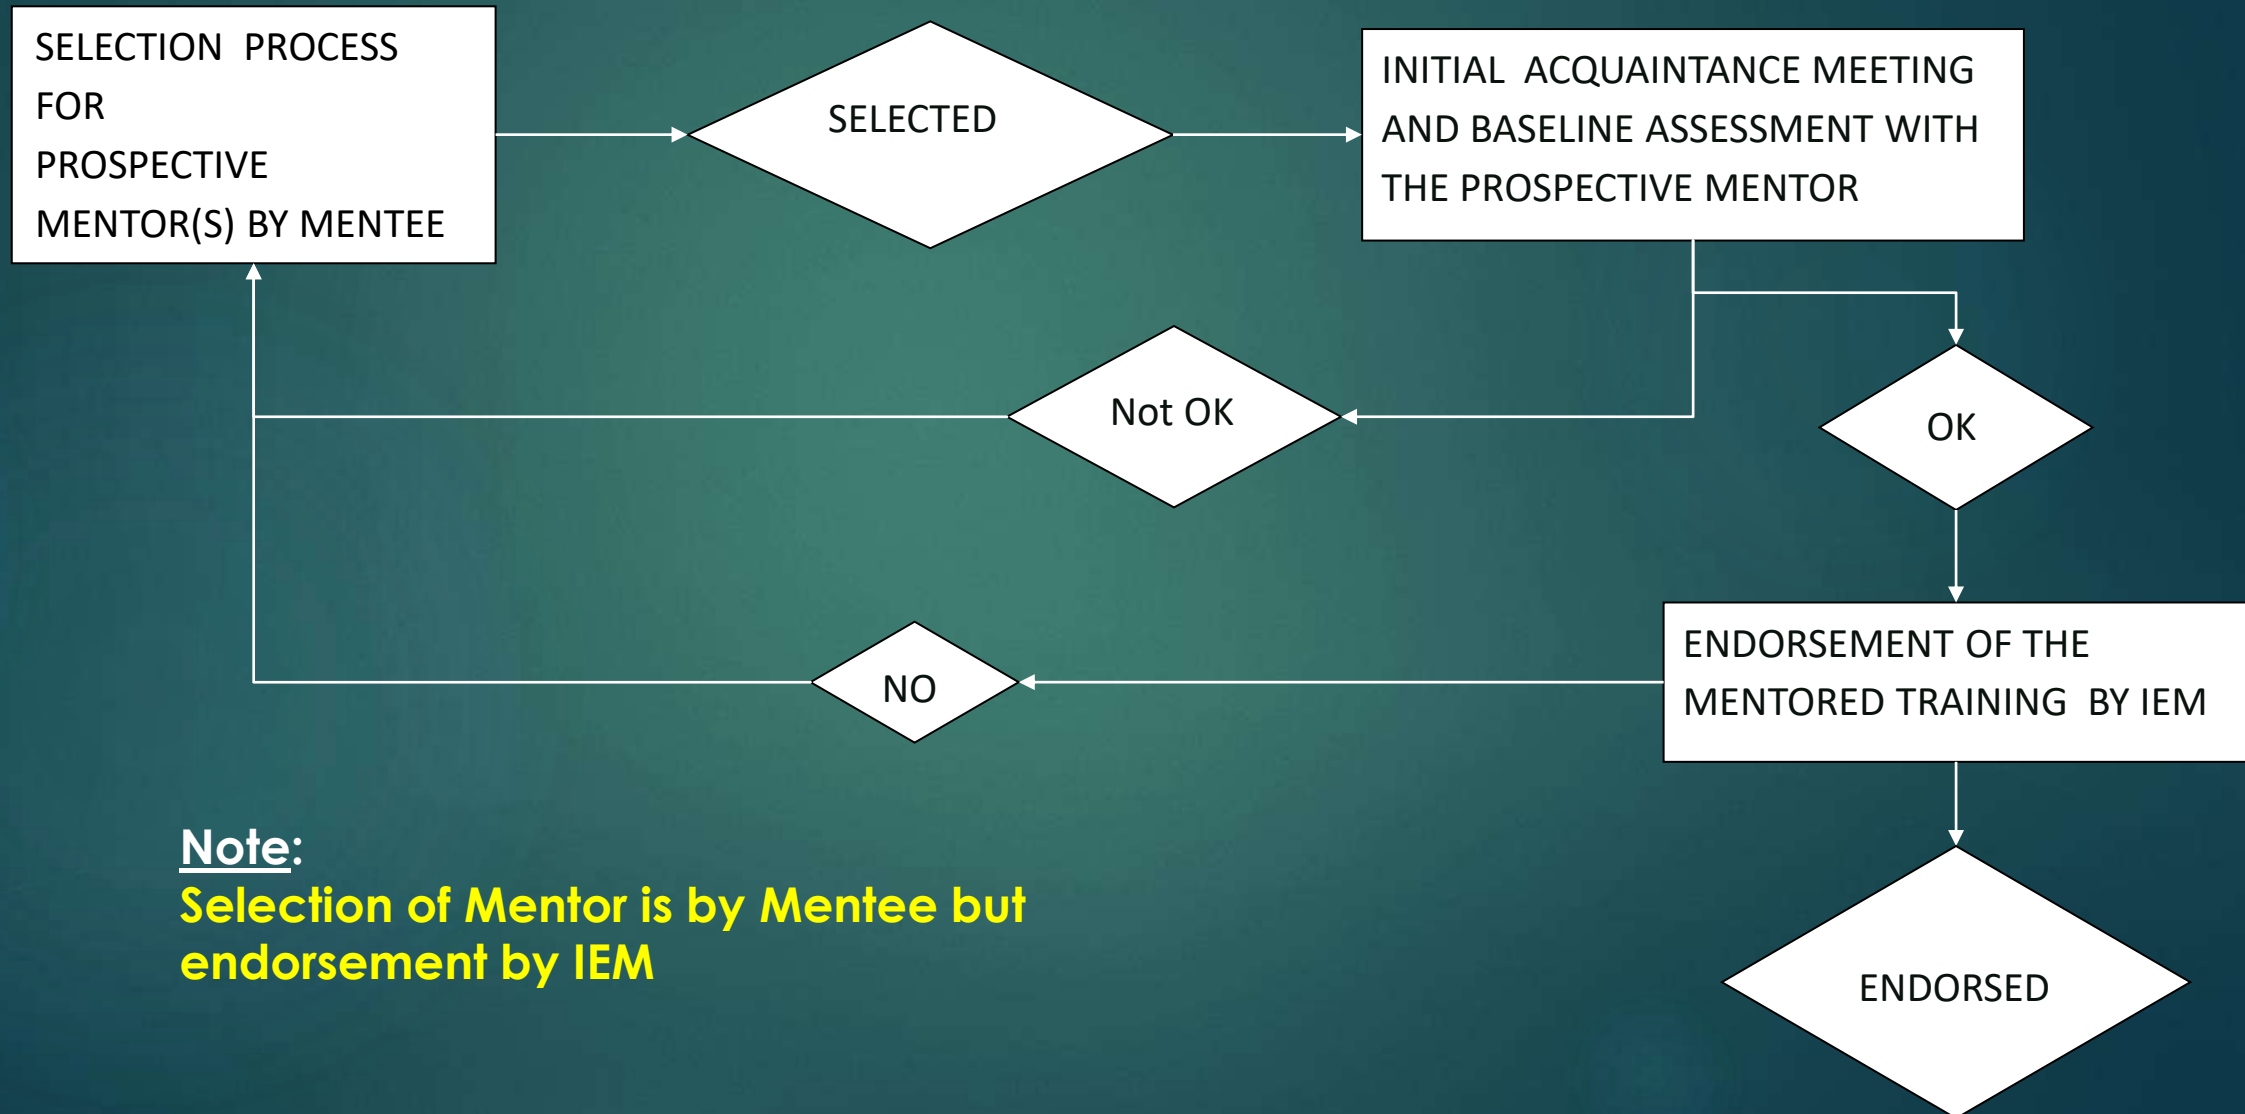 SELECTION PROCESS
FOR
PROSPECTIVE
MENTOR(S) BY MENTEE
SELECTED
INITIAL ACQUAINTANCE MEETING
AND BASELINE ASSESSMENT WITH
THE PROSPECTIVE MENTOR
Not OK
OK
ENDORSEMENT OF THE
MENTORED TRAINING BY IEM
NO
ENDORSED
Note:
Selection of Mentor is by Mentee but
endorsement by IEM